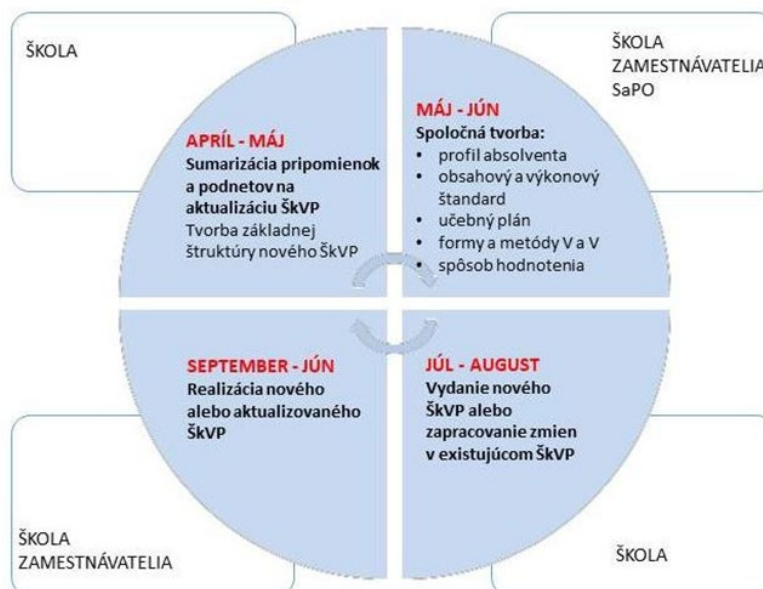 ŠKOLA
APRÍL - MÁJ
Sumarizácia pripomienok
a podnetov na
aktualizáciu ŠkVP
Tvorba základnej
štruktúry nového ŠkVP
ŠKOLA
ZAMESTNÁVATELIA
SaPO
MÁJ - JÚN
Spoločná tvorba:
• profil absolventa
• obsahový a výkonový
štandard
• učebný plán
• formy a metódy V a V
• spôsob hodnotenia
SEPTEMBER - JÚN
Realizácia nového
alebo aktualizovaného
ŠkVP
ŠKOLA
ZAMESTNÁVATELIA
JÚL - AUGUST
Vydanie nového
ŠkVP alebo
zapracovanie zmien
v existujúcom ŠkVP
ŠKOLA